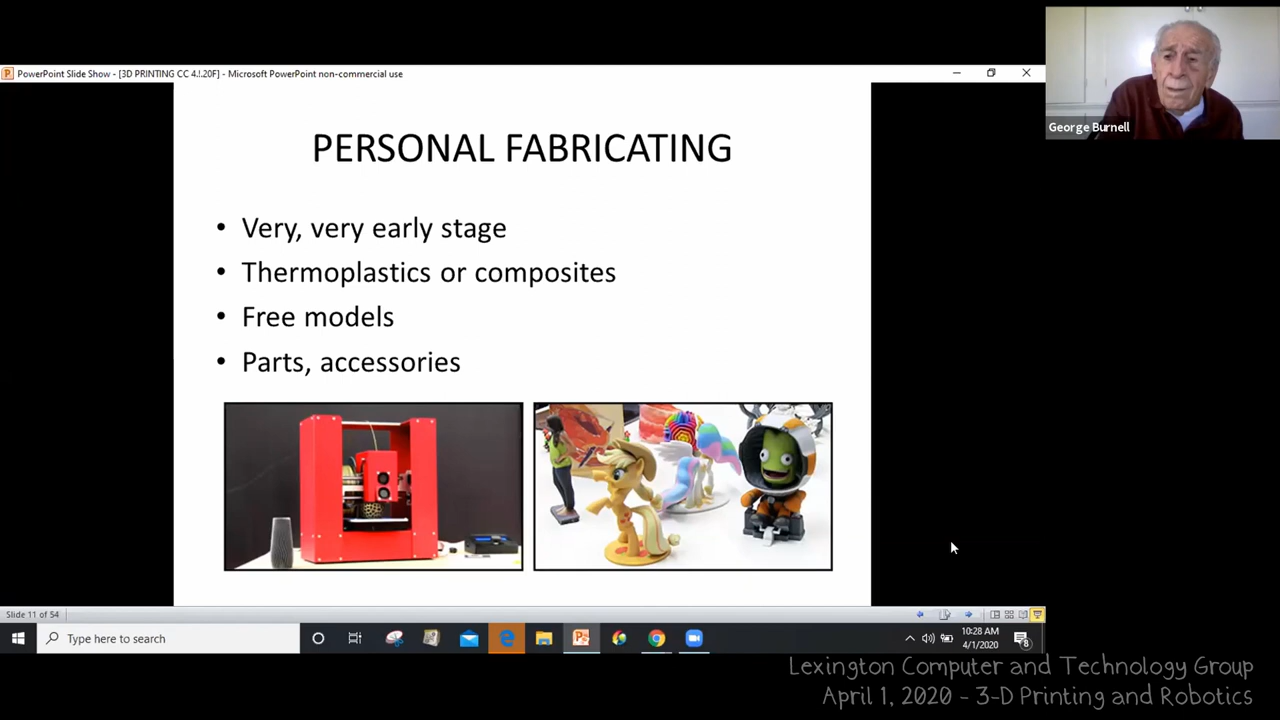 PowerPoint Slide Show - [3D PRINTING CC 4.!.20F] - Microsoft PowerPoint non-commercial use
George Burnell
PERSONAL FABRICATING
• Very, very early stage
• Thermoplastics or composites
• Free models
• Parts, accessories
Slide 11 of 54
Type here to search
10:28 AM
4/1/2020
8
Lexington Computer and Technology Group
April 1, 2020 - 3-D Printing and Robotics